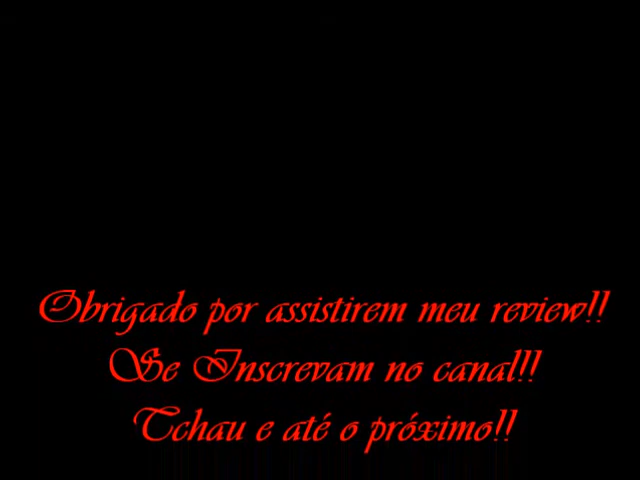 Obrigado por assistirem meu review!!
Se Inscrevam no canal!!
Tchau e até o próximo!!